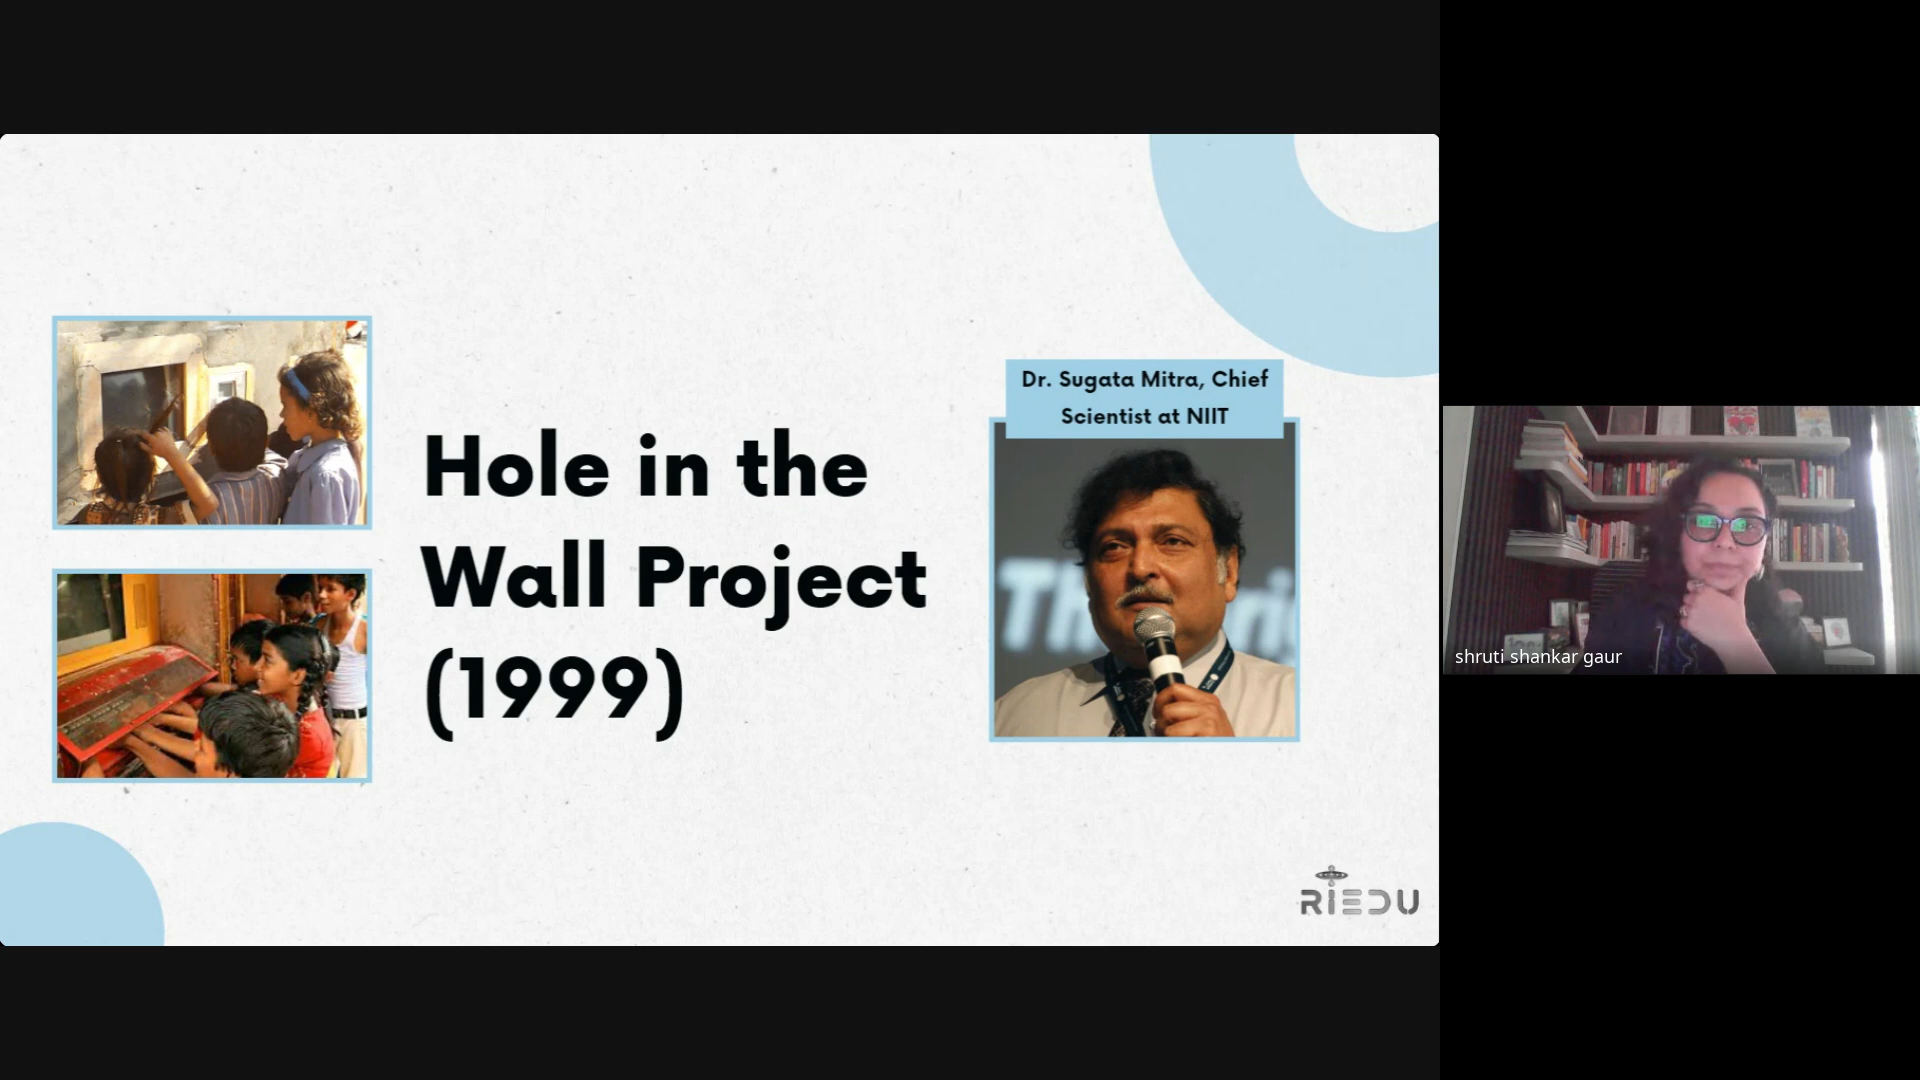 Dr. Sugata Mitra, Chief
Scientist at NIIT
Hole in the
Wall Project
(1999)
RIEDU
shruti shankar gaur